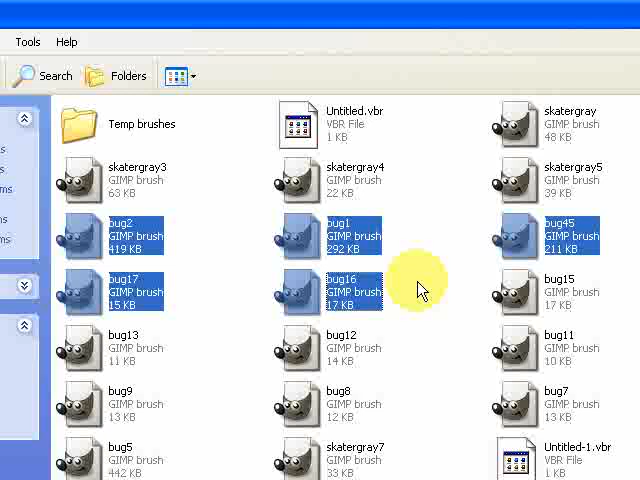 Tools Help
Search Folders
Temp brushes
Untitled.vbr
VBR File
1 KB
skatergray
GIMP brush
48 KB
skatergray3
GIMP brush
63 KB
skatergray4
GIMP brush
22 KB
skatergray5
GIMP brush
39 KB
bug2
GIMP brush
419 KB
bug1
GIMP brush
292 KB
bug45
GIMP brush
211 KB
bug17
GIMP brush
15 KB
bug16
GIMP brush
17 KB
bug15
GIMP brush
17 KB
bug13
GIMP brush
11 KB
bug12
GIMP brush
14 KB
bug11
GIMP brush
10 KB
bug9
GIMP brush
13 KB
bug8
GIMP brush
12 KB
bug7
GIMP brush
13 KB
bug5
GIMP brush
442 KB
skatergray7
GIMP brush
33 KB
Untitled-1.vbr
VBR File
1 KB